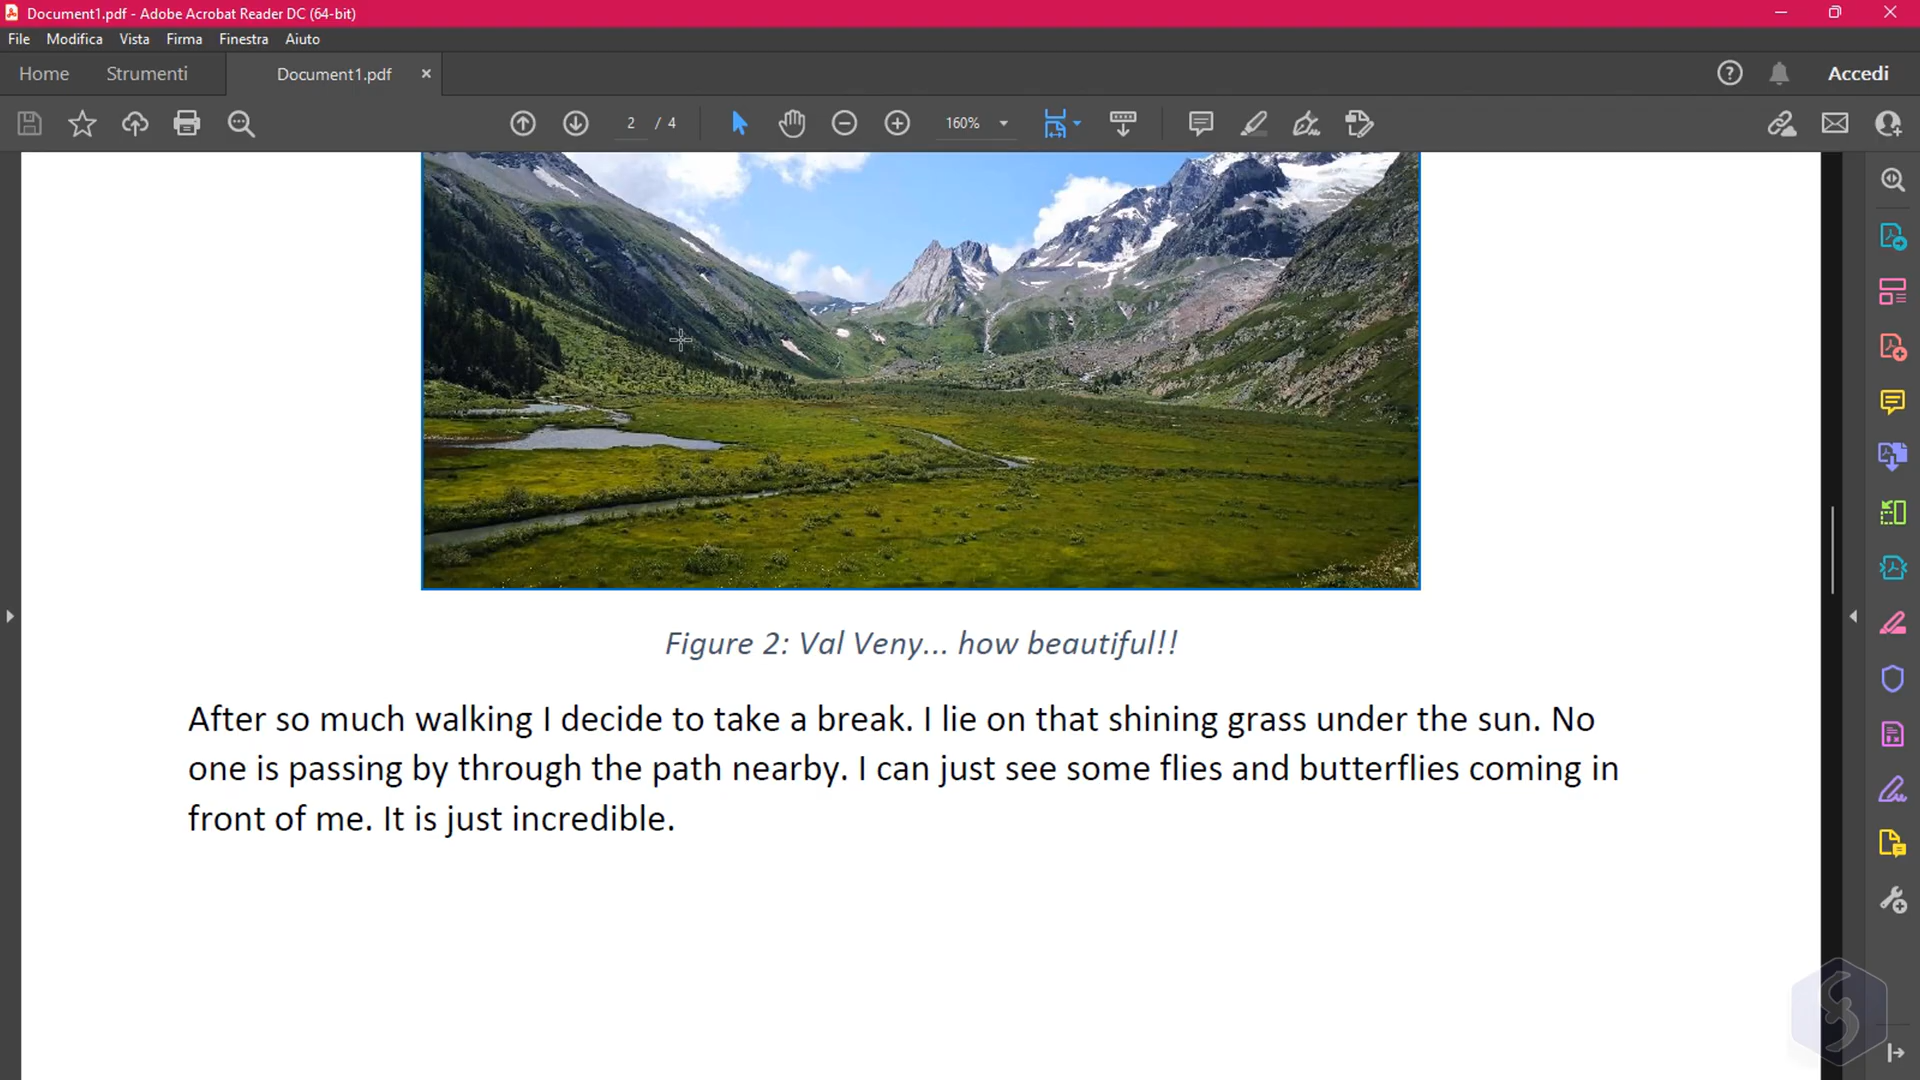 Document1.pdf - Adobe Acrobat Reader DC (64-bit)
File Modifica Vista Firma Finestra Aiuto
Home Strumenti Document1.pdf Accedi
2 / 4 160%
Figure 2: Val Veny... how beautiful!!
After so much walking I decide to take a break. I lie on that shining grass under the sun. No
one is passing by through the path nearby. I can just see some flies and butterflies coming in
front of me. It is just incredible.